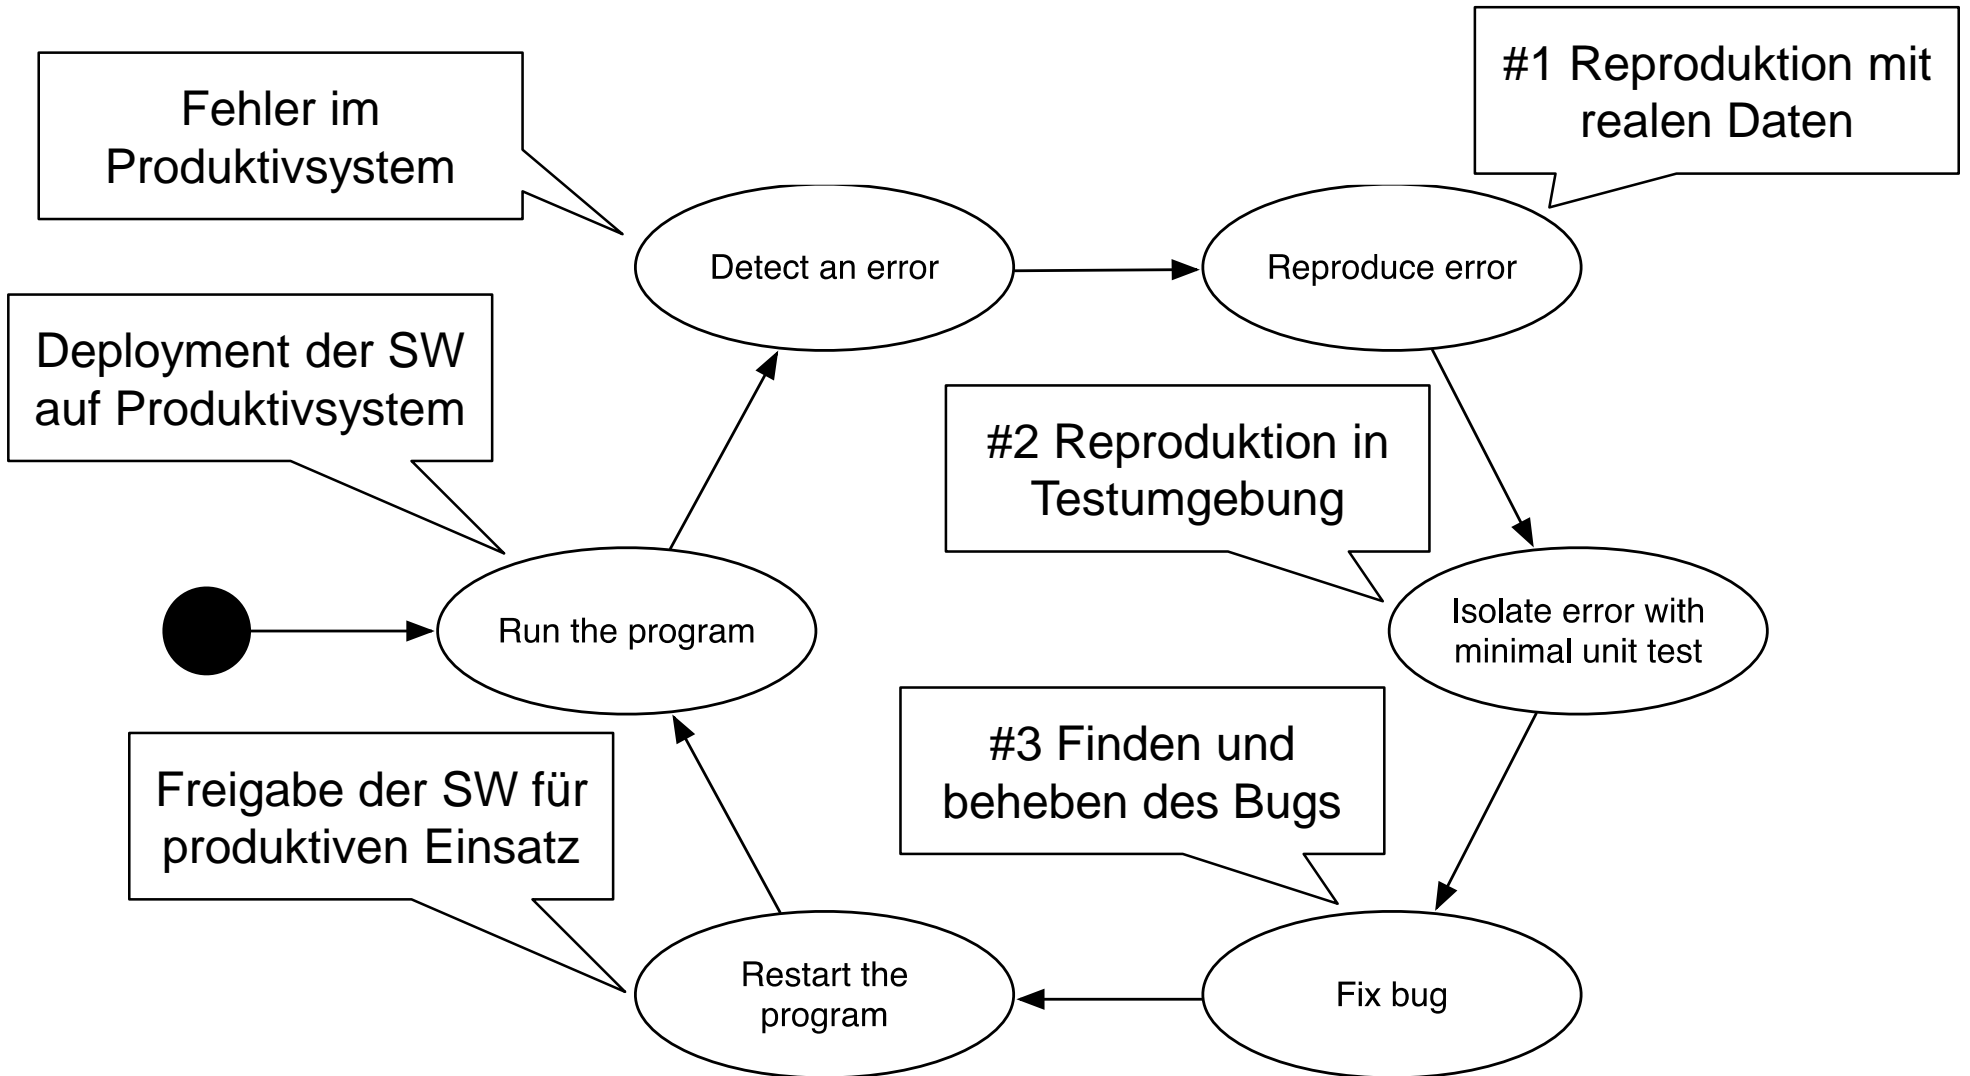 #1 Reproduktion mit
realen Daten
Fehler im
Produktivsystem
Detect an error
Reproduce error
Deployment der SW
auf Produktivsystem
#2 Reproduktion in
Testumgebung
Run the program
Isolate error with
minimal unit test
#3 Finden und
beheben des Bugs
Freigabe der SW für
produktiven Einsatz
Restart the
program
Fix bug